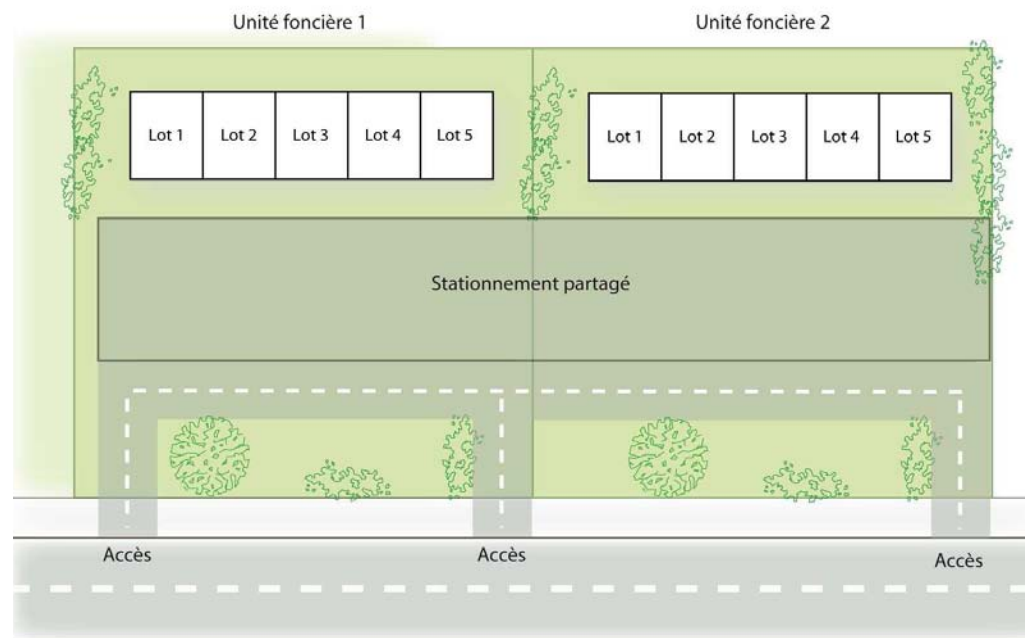 Unité foncière 1
Unité foncière 2
Lot 1 Lot 2 Lot 3 Lot 4 Lot 5
Lot 1 Lot 2 Lot 3 Lot 4 Lot 5
Stationnement partagé
Accès
Accès
Accès